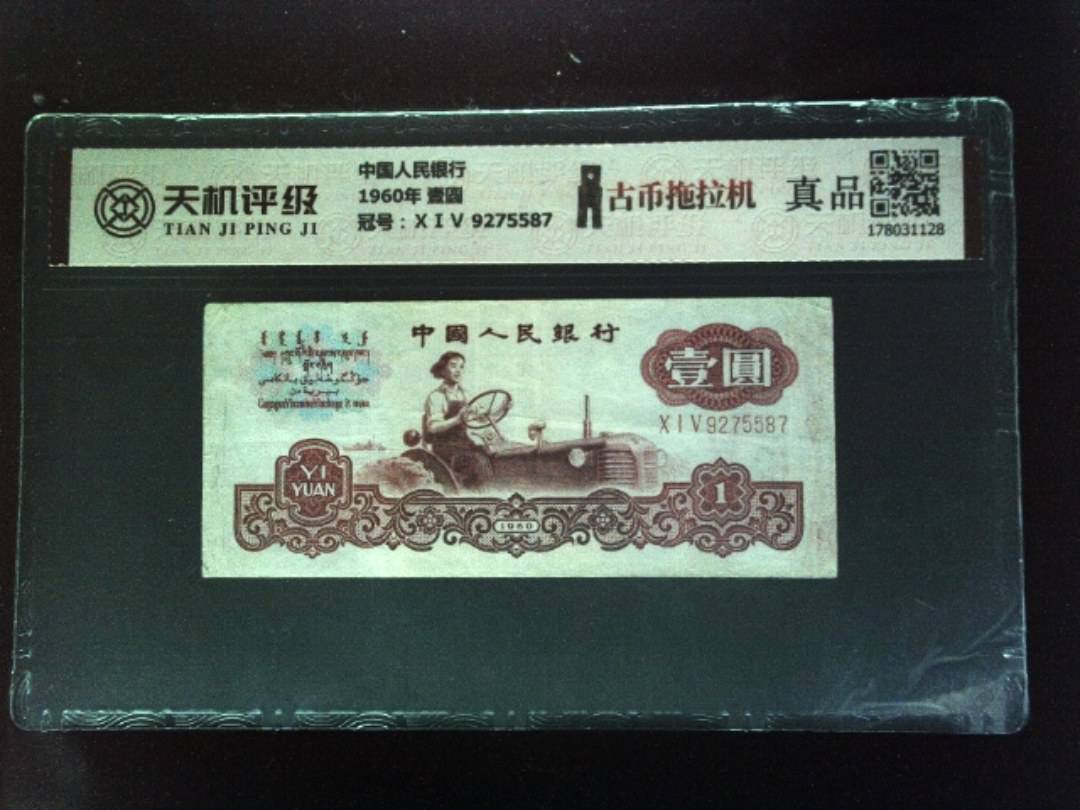 天机评级
TIAN JI PING JI
中国人民银行
1960年 壹圆
冠号：X I V 9275587
古币拖拉机
真品
178031128
中國人民銀行
壹圓
X I V 9275587
YI
YUAN
1960
1